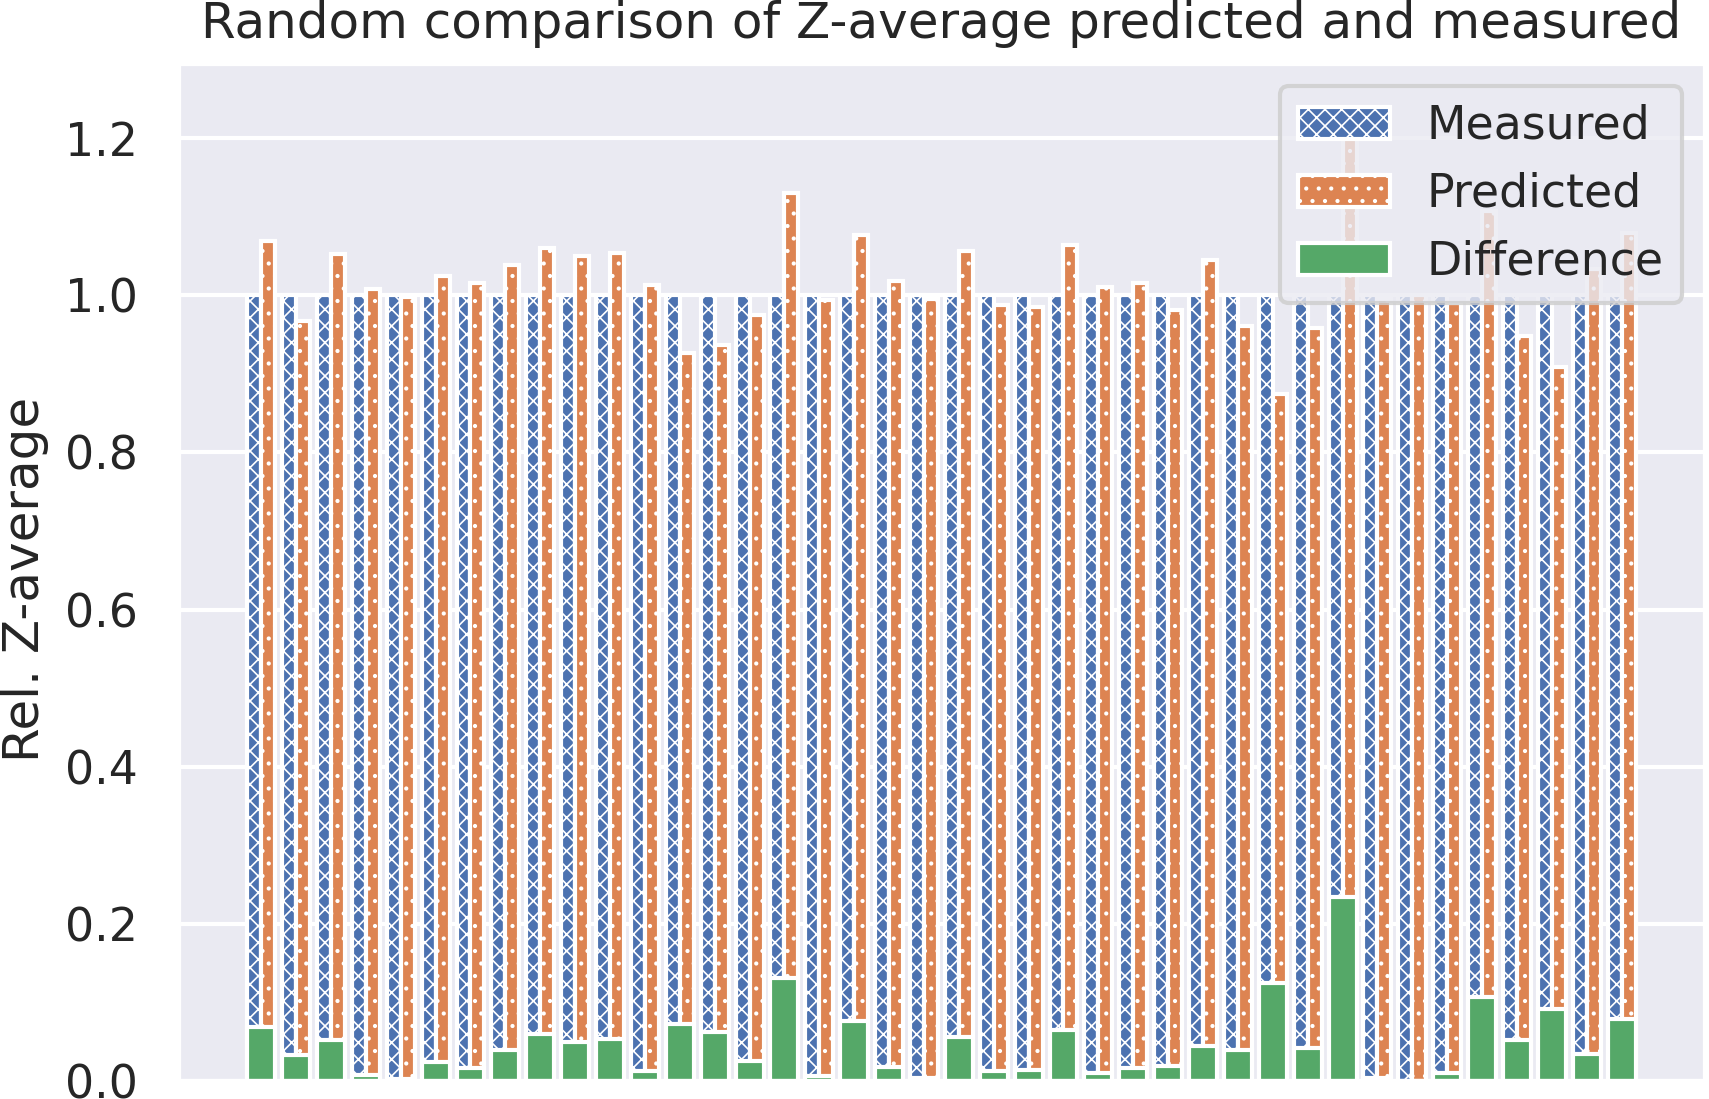 Random comparison of Z-average predicted and measured
Rel. Z-average
1.2
1.0
0.8
0.6
0.4
0.2
0.0
Measured
Predicted
Difference